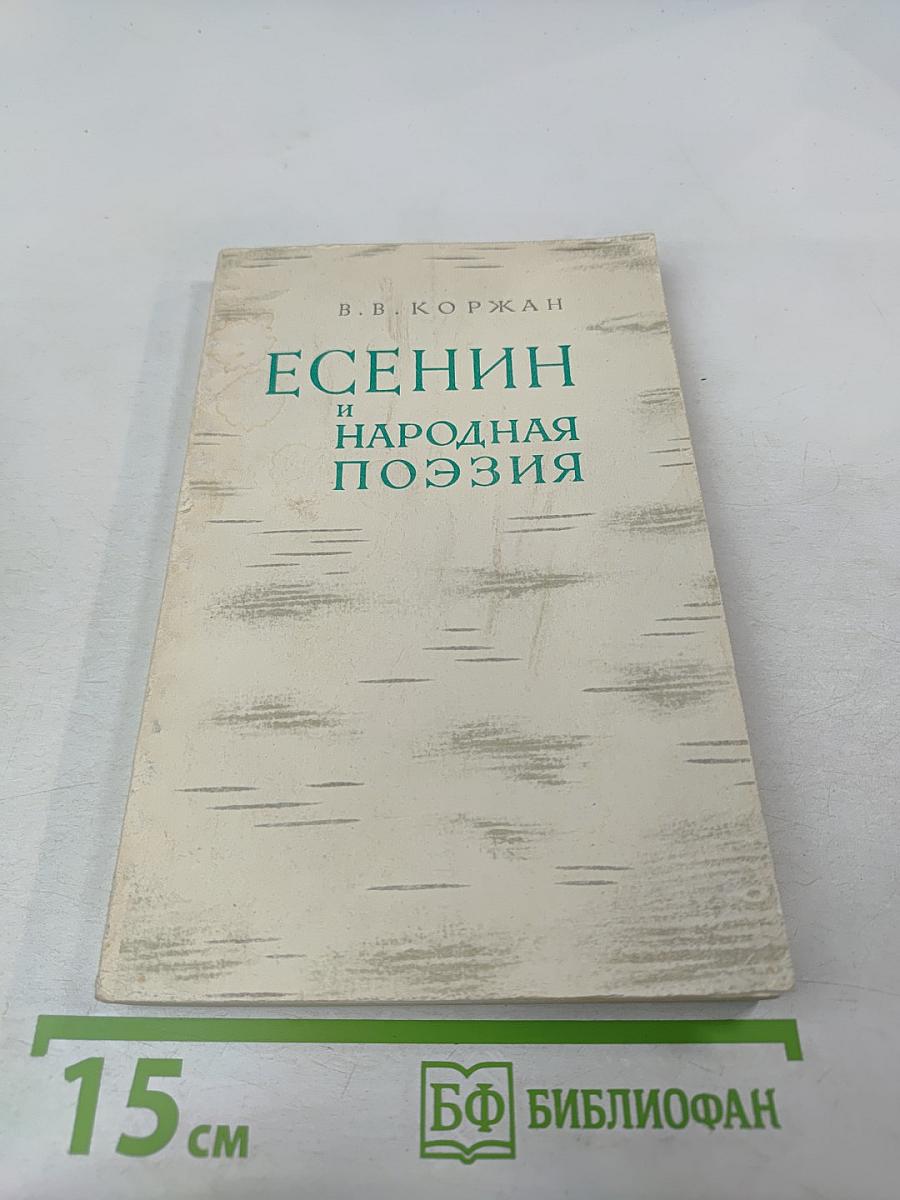 В. В. КОРЖАН
ЕСЕНИН
И
НАРОДНАЯ
ПОЭЗИЯ
15 см
БФ БИБЛИОФАН